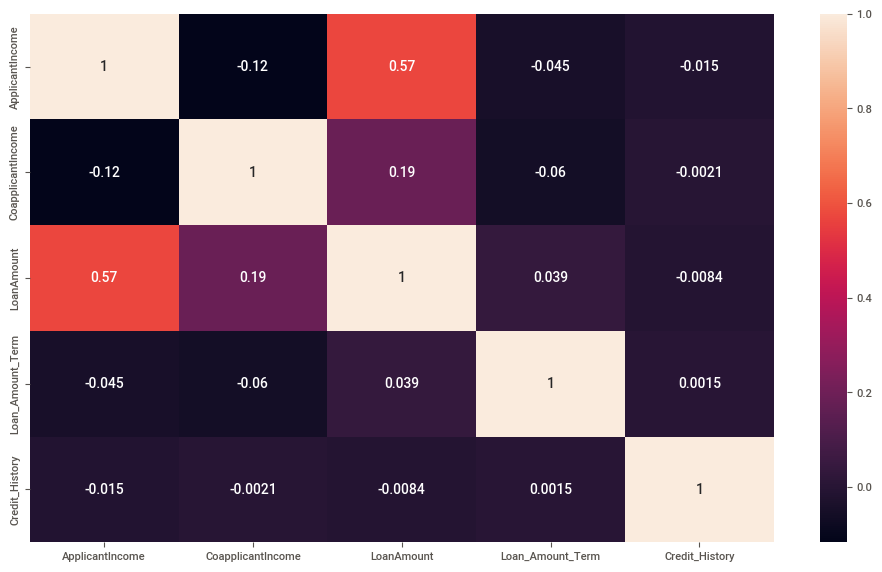 ApplicantIncome 1 -0.12 0.57 -0.045 -0.015
CoapplicantIncome -0.12 1 0.19 -0.06 -0.0021
LoanAmount 0.57 0.19 1 0.039 -0.0084
Loan_Amount_Term -0.045 -0.06 0.039 1 0.0015
Credit_History -0.015 -0.0021 -0.0084 0.0015 1
ApplicantIncome CoapplicantIncome LoanAmount Loan_Amount_Term Credit_History
1.0
0.8
0.6
0.4
0.2
0.0